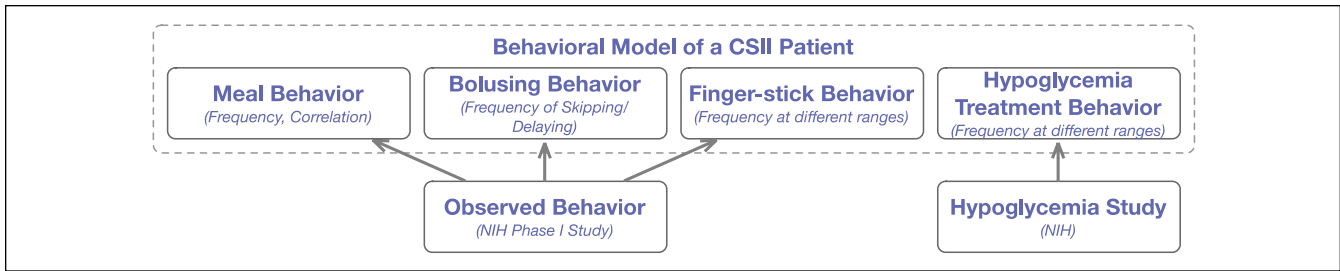 Behavioral Model of a CSII Patient
Meal Behavior
(Frequency, Correlation)
Bolusing Behavior
(Frequency of Skipping/
Delaying)
Finger-stick Behavior
(Frequency at different ranges)
Hypoglycemia
Treatment Behavior
(Frequency at different ranges)
Observed Behavior
(NIH Phase I Study)
Hypoglycemia Study
(NIH)